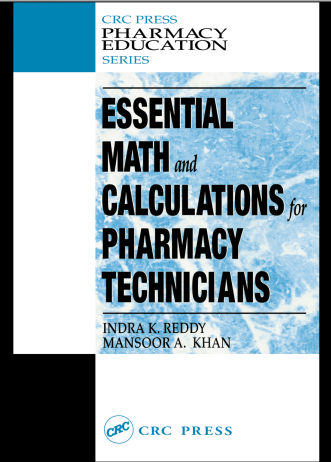 CRC PRESS
PHARMACY
EDUCATION
SERIES
ESSENTIAL
MATH and
CALCULATIONS for
PHARMACY
TECHNICIANS
INDRA K. REDDY
MANSOOR A. KHAN
CRC CRC PRESS